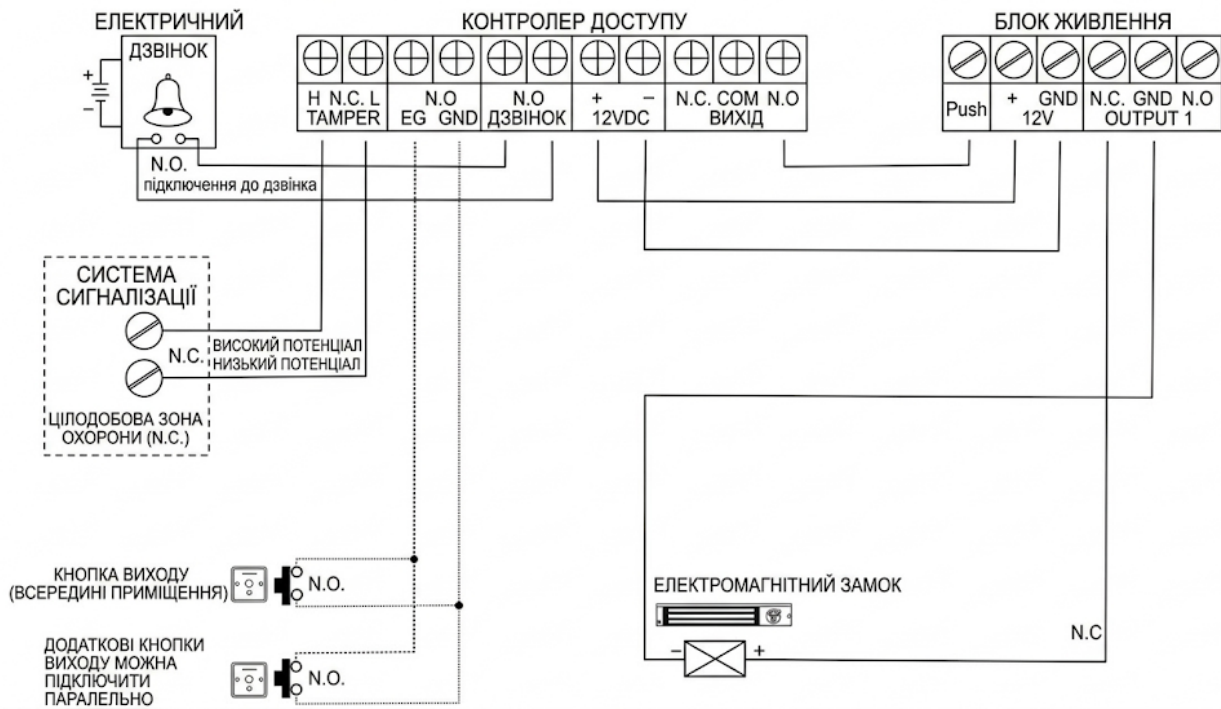 ЕЛЕКТРИЧНИЙ
ДЗВІНОК
+
–
N.O.
підключення до дзвінка
КОНТРОЛЕР ДОСТУПУ
H N.C. L
TAMPER
N.O
EG GND
N.O
ДЗВІНОК
+ –
12VDC
N.C. COM N.O
ВИХІД
БЛОК ЖИВЛЕННЯ
Push
+ GND
12V
N.C. GND N.O
OUTPUT 1
СИСТЕМА
СИГНАЛІЗАЦІЇ
N.C.
ВИСОКИЙ ПОТЕНЦІАЛ
НИЗЬКИЙ ПОТЕНЦІАЛ
ЦІЛОДОБОВА ЗОНА
ОХОРОНИ (N.C.)
КНОПКА ВИХОДУ
(ВСЕРЕДИНІ ПРИМІЩЕННЯ)
N.O.
ДОДАТКОВІ КНОПКИ
ВИХОДУ МОЖНА
ПІДКЛЮЧИТИ
ПАРАЛЕЛЬНО
N.O.
ЕЛЕКТРОМАГНІТНИЙ ЗАМОК
– +
N.C